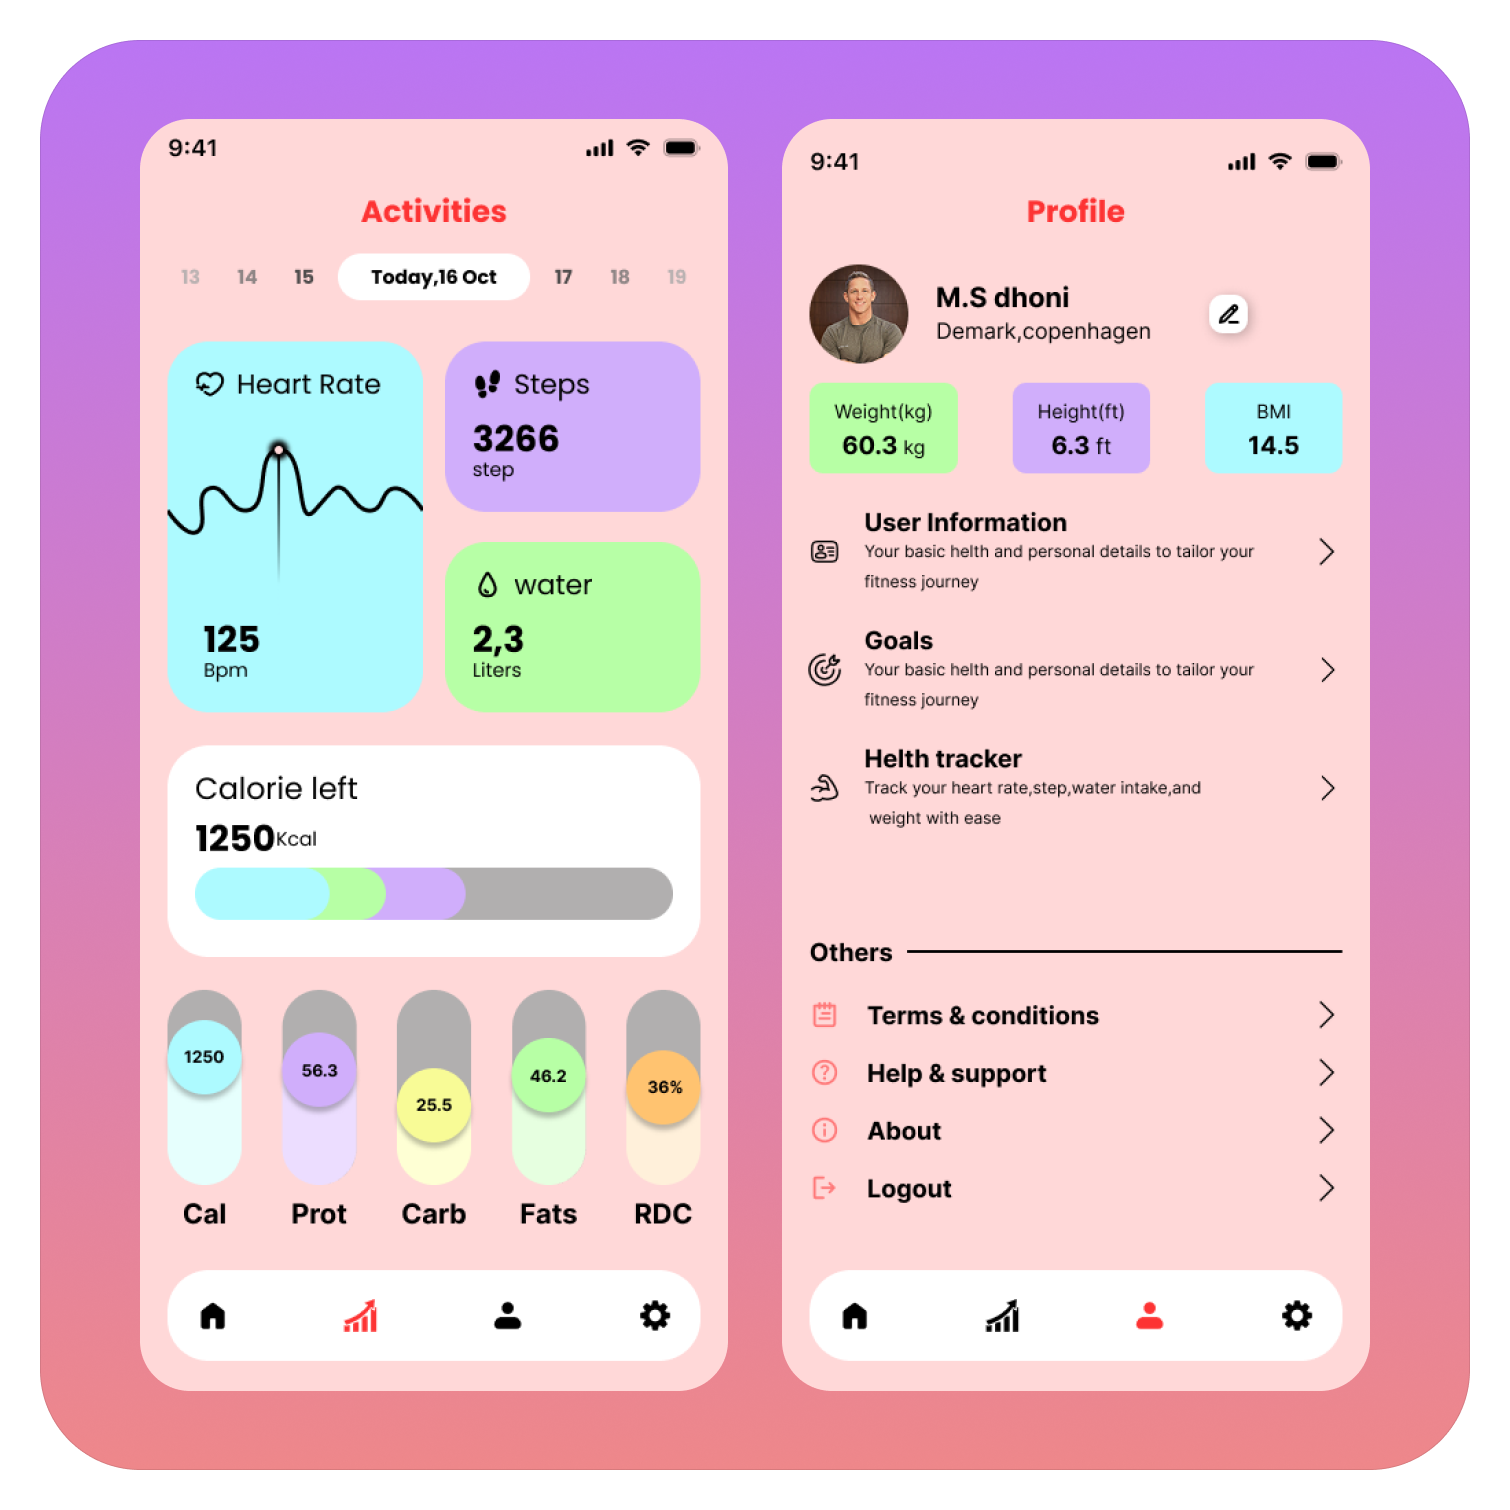 9:41
Activities
13 14 15 Today,16 Oct 17 18 19
Heart Rate
125
Bpm
Steps
3266
step
water
2,3
Liters
Calorie left
1250Kcal
1250 56.3 25.5 46.2 36%
Cal Prot Carb Fats RDC
9:41
Profile
M.S dhoni
Demark,copenhagen
Weight(kg)
60.3 kg
Height(ft)
6.3 ft
BMI
14.5
User Information
Your basic helth and personal details to tailor your
fitness journey
Goals
Your basic helth and personal details to tailor your
fitness journey
Helth tracker
Track your heart rate,step,water intake,and
weight with ease
Others
Terms & conditions
Help & support
About
Logout